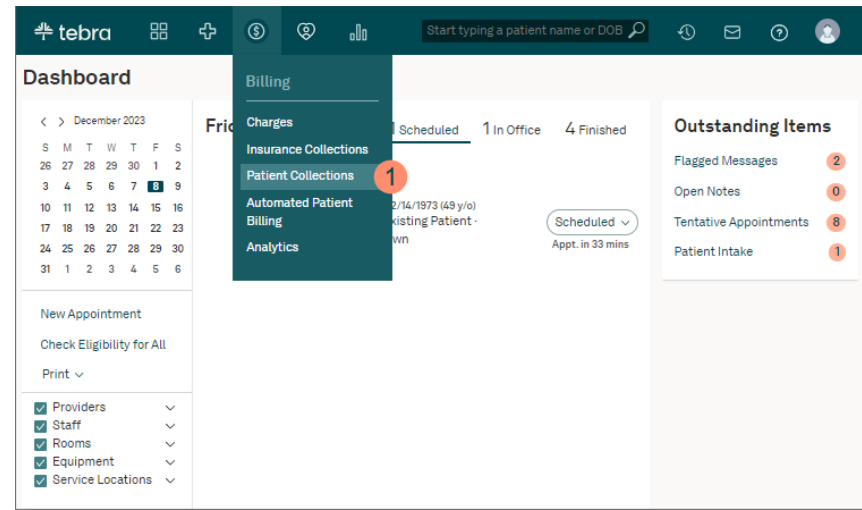 tebra
Start typing a patient name or DOB
Dashboard
Billing
Charges
Insurance Collections
Patient Collections
1
Automated Patient
Billing
Analytics
< > December 2023
S M T W T F S
26 27 28 29 30 1 2
3 4 5 6 7 8 9
10 11 12 13 14 15 16
17 18 19 20 21 22 23
24 25 26 27 28 29 30
31 1 2 3 4 5 6
New Appointment
Check Eligibility for All
Print
Providers
Staff
Rooms
Equipment
Service Locations
Scheduled 1 In Office 4 Finished
2/14/1973 (49 y/o)
Existing Patient -
Scheduled
Appt. in 33 mins
Outstanding Items
Flagged Messages 2
Open Notes 0
Tentative Appointments 8
Patient Intake 1